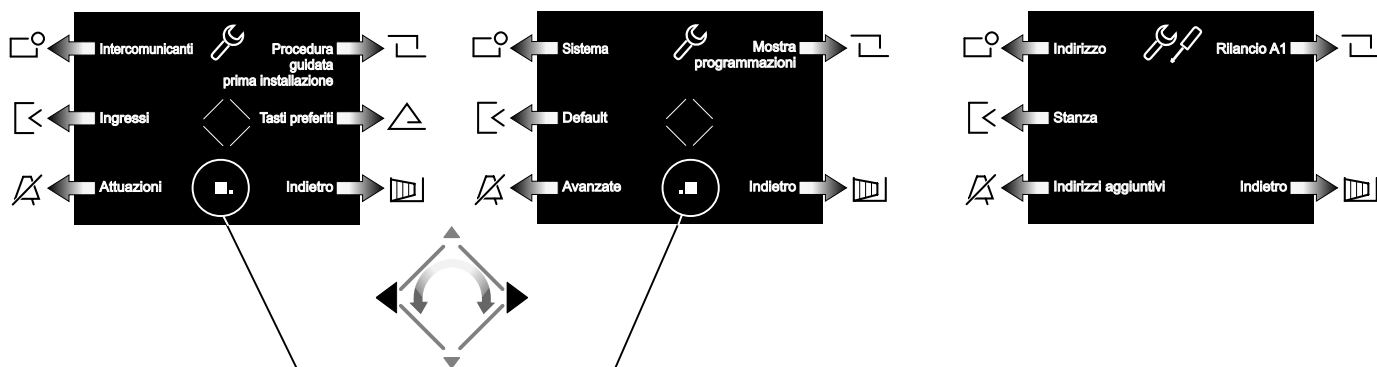 Intercomunicanti
Procedura
guidata
prima installazione
Ingressi
Tasti preferiti
Attuazioni
Indietro
Sistema
Mostra
programmazioni
Default
Avanzate
Indietro
Indirizzo
Rilancio A1
Stanza
Indirizzi aggiuntivi
Indietro